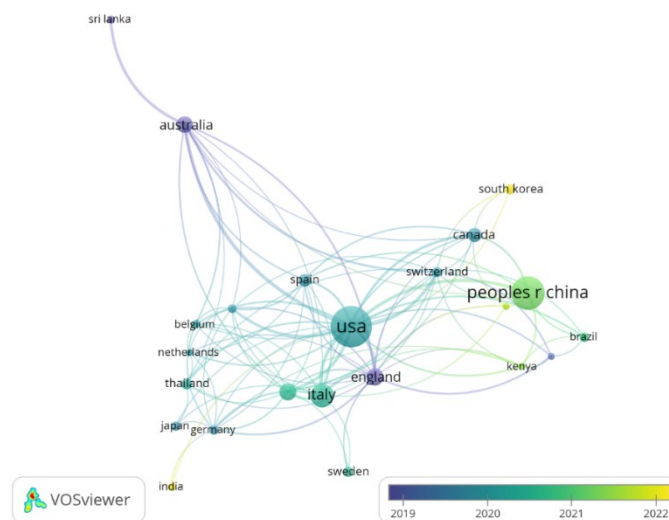 sri lanka
australia
south korea
canada
switzerland
spain
peoples r china
usa
belgium
brazil
netherlands
kenya
england
thailand
italy
japan
germany
sweden
india
VOSviewer
2019 2020 2021 2022